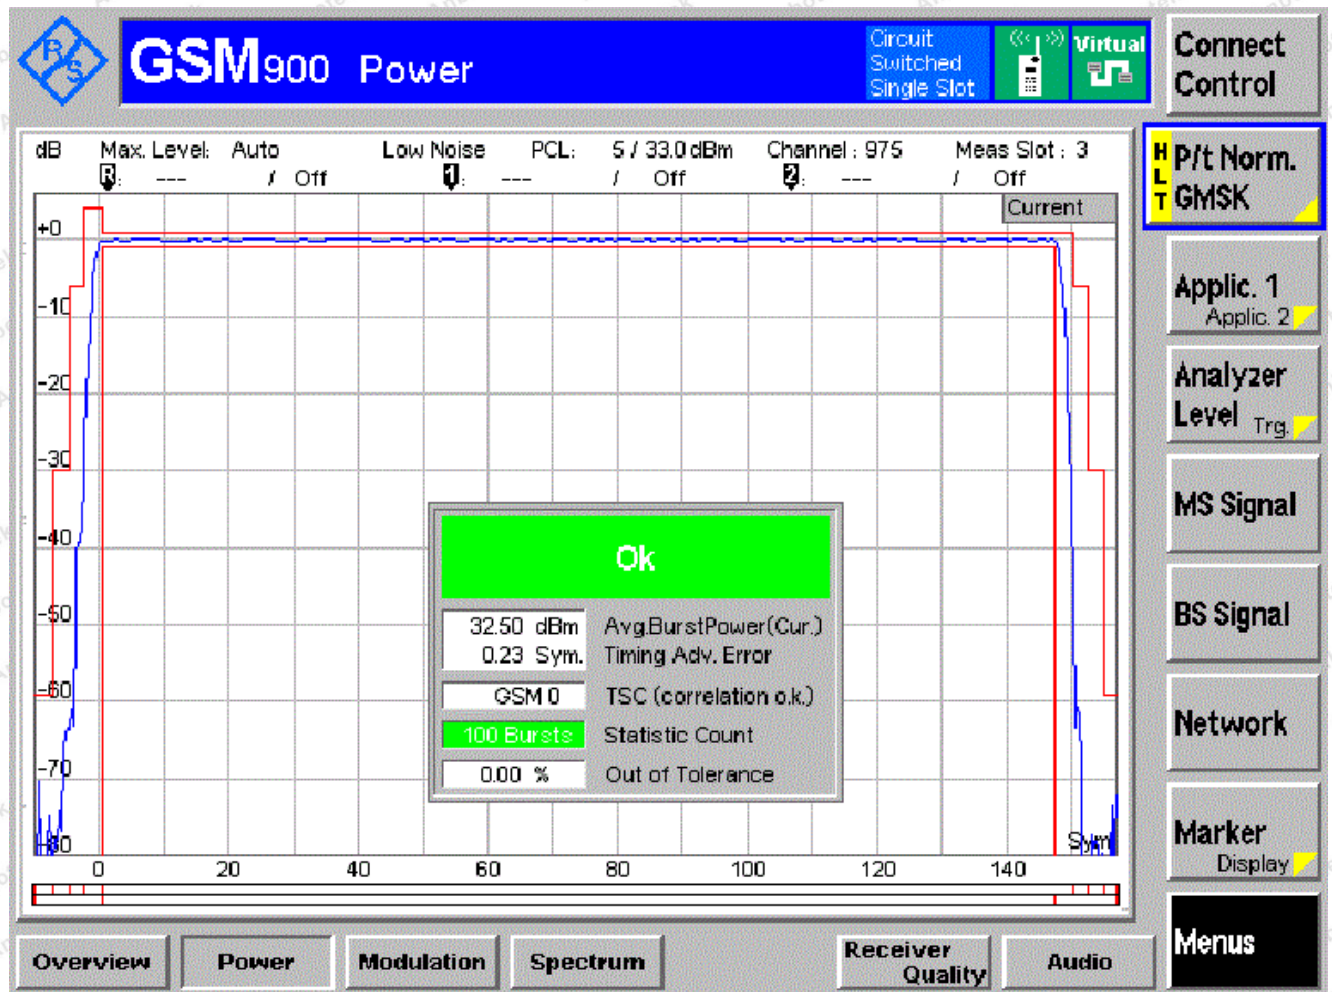 R/S
GSM900 Power
Circuit
Switched
Single Slot
Virtual
Connect
Control
dB Max. Level: Auto Low Noise PCL: 5 / 33.0 dBm Channel : 975 Meas Slot : 3
R: --- / Off 1: --- / Off 2: --- / Off
Current
HLT
P/t Norm.
GMSK
+0
-10
-20
-30
-40
-50
-60
-70
-80
Applic. 1
Applic. 2
Analyzer
Level Trg.
MS Signal
BS Signal
Network
Marker
Display
Menus
Ok
32.50 dBm Avg.BurstPower(Cur.)
0.23 Sym. Timing Adv. Error
GSM 0 TSC (correlation o.k.)
100 Bursts Statistic Count
0.00 % Out of Tolerance
Sym
0 20 40 60 80 100 120 140
Overview Power Modulation Spectrum Receiver Quality Audio